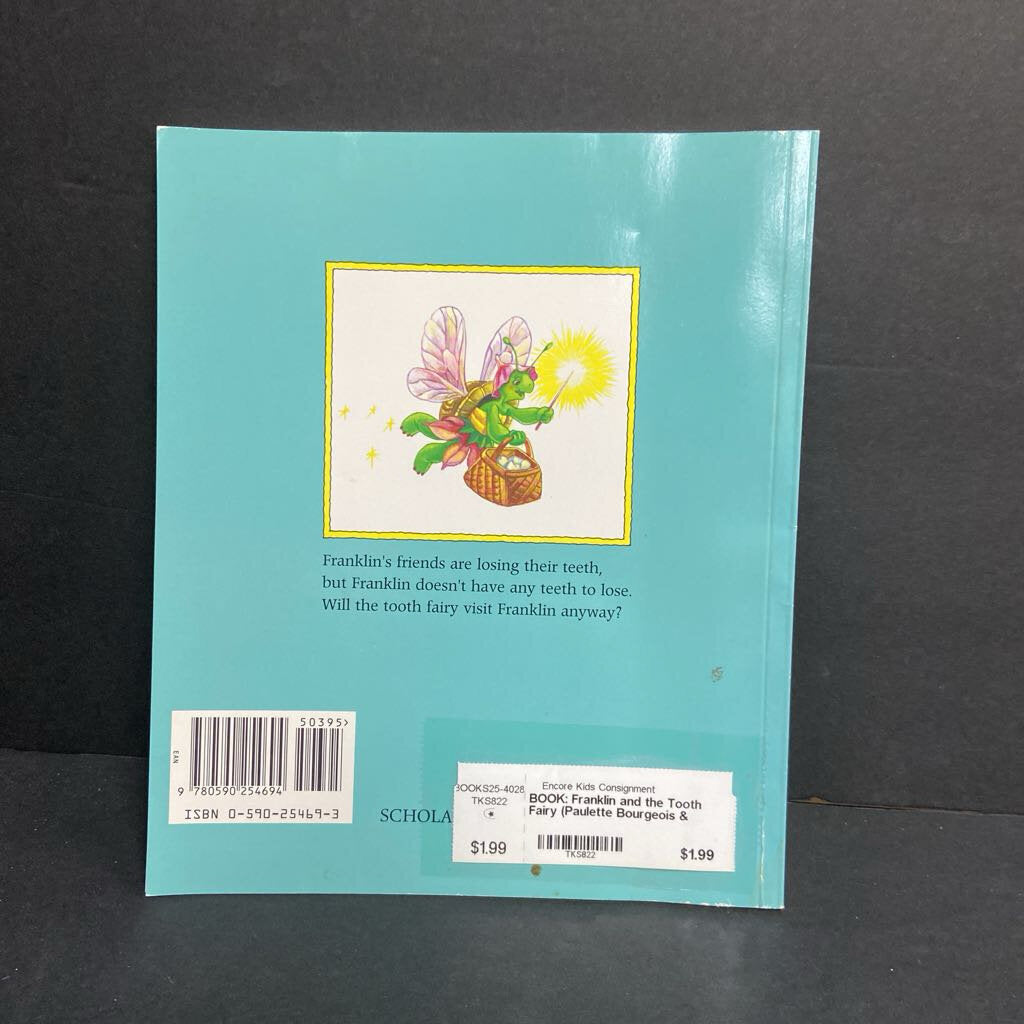 Franklin's friends are losing their teeth,
but Franklin doesn't have any teeth to lose.
Will the tooth fairy visit Franklin anyway?
50395>
EAN
9 780590 254694
ISBN 0-590-25469-3
SCHOLA
BOOKS25-4028
TKS822
$1.99
Encore Kids Consignment
BOOK: Franklin and the Tooth
Fairy (Paulette Bourgeois &
TKS822
$1.99